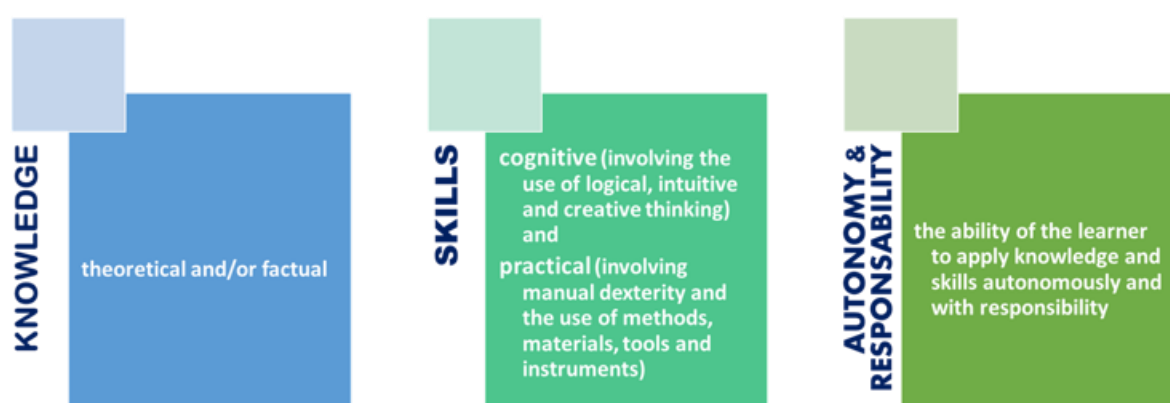 KNOWLEDGE
theoretical and/or factual
SKILLS
cognitive (involving the
use of logical, intuitive
and creative thinking)
and
practical (involving
manual dexterity and
the use of methods,
materials, tools and
instruments)
AUTONOMY &
RESPONSABILITY
the ability of the learner
to apply knowledge and
skills autonomously and
with responsibility